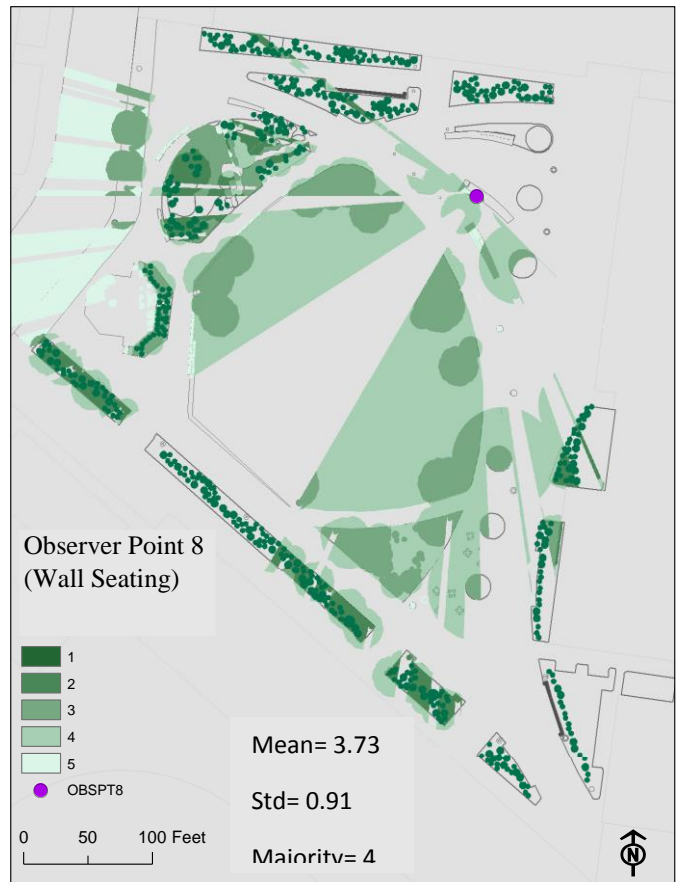 Observer Point 8
(Wall Seating)
1
2
3
4
5
OBSPT8
0 50 100 Feet
Mean= 3.73
Std= 0.91
Majority= 4
N